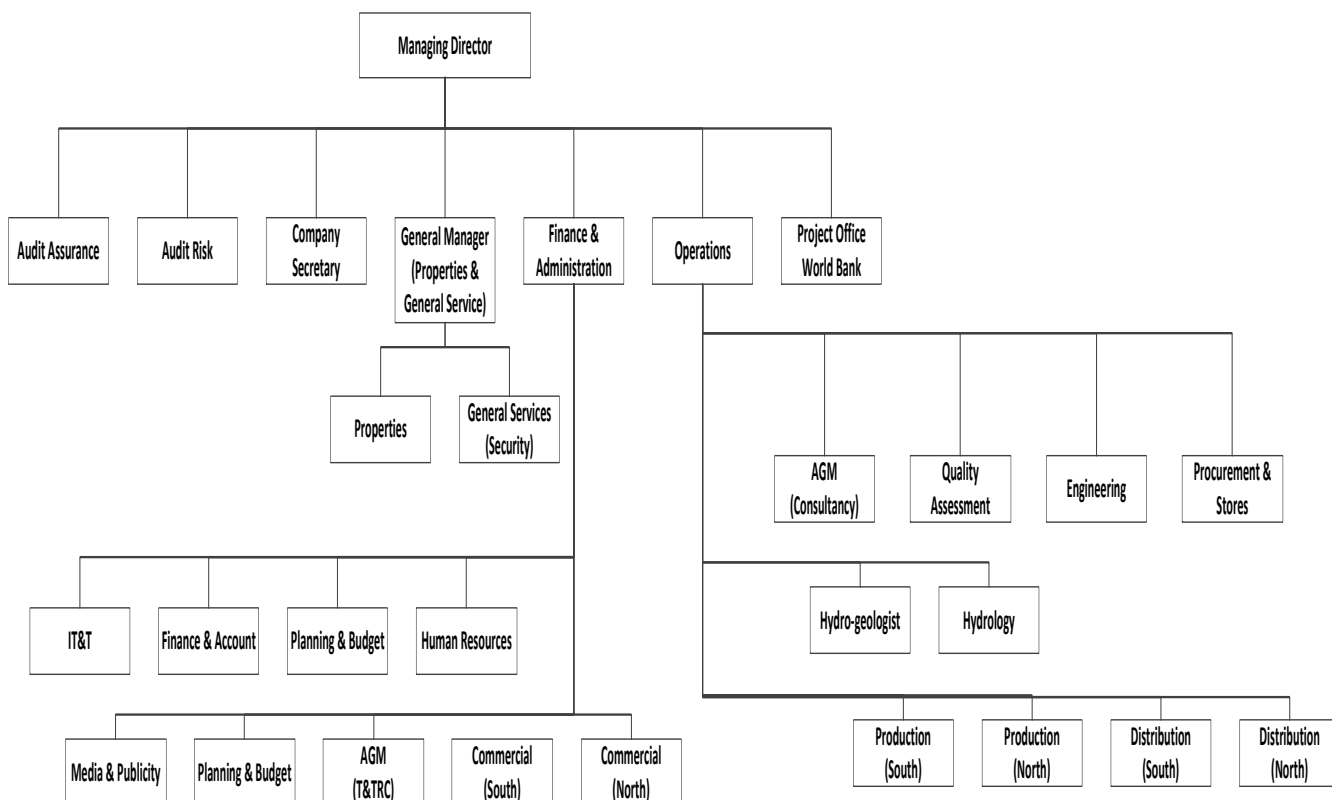 Managing Director
Audit Assurance
Audit Risk
Company
Secretary
General Manager
(Properties &
General Service)
Finance &
Administration
Operations
Project Office
World Bank
Properties
General Services
(Security)
AGM
(Consultancy)
Quality
Assessment
Engineering
Procurement &
Stores
IT&T
Finance & Account
Planning & Budget
Human Resources
Hydro-geologist
Hydrology
Media & Publicity
Planning & Budget
AGM
(T&TRC)
Commercial
(South)
Commercial
(North)
Production
(South)
Production
(North)
Distribution
(South)
Distribution
(North)